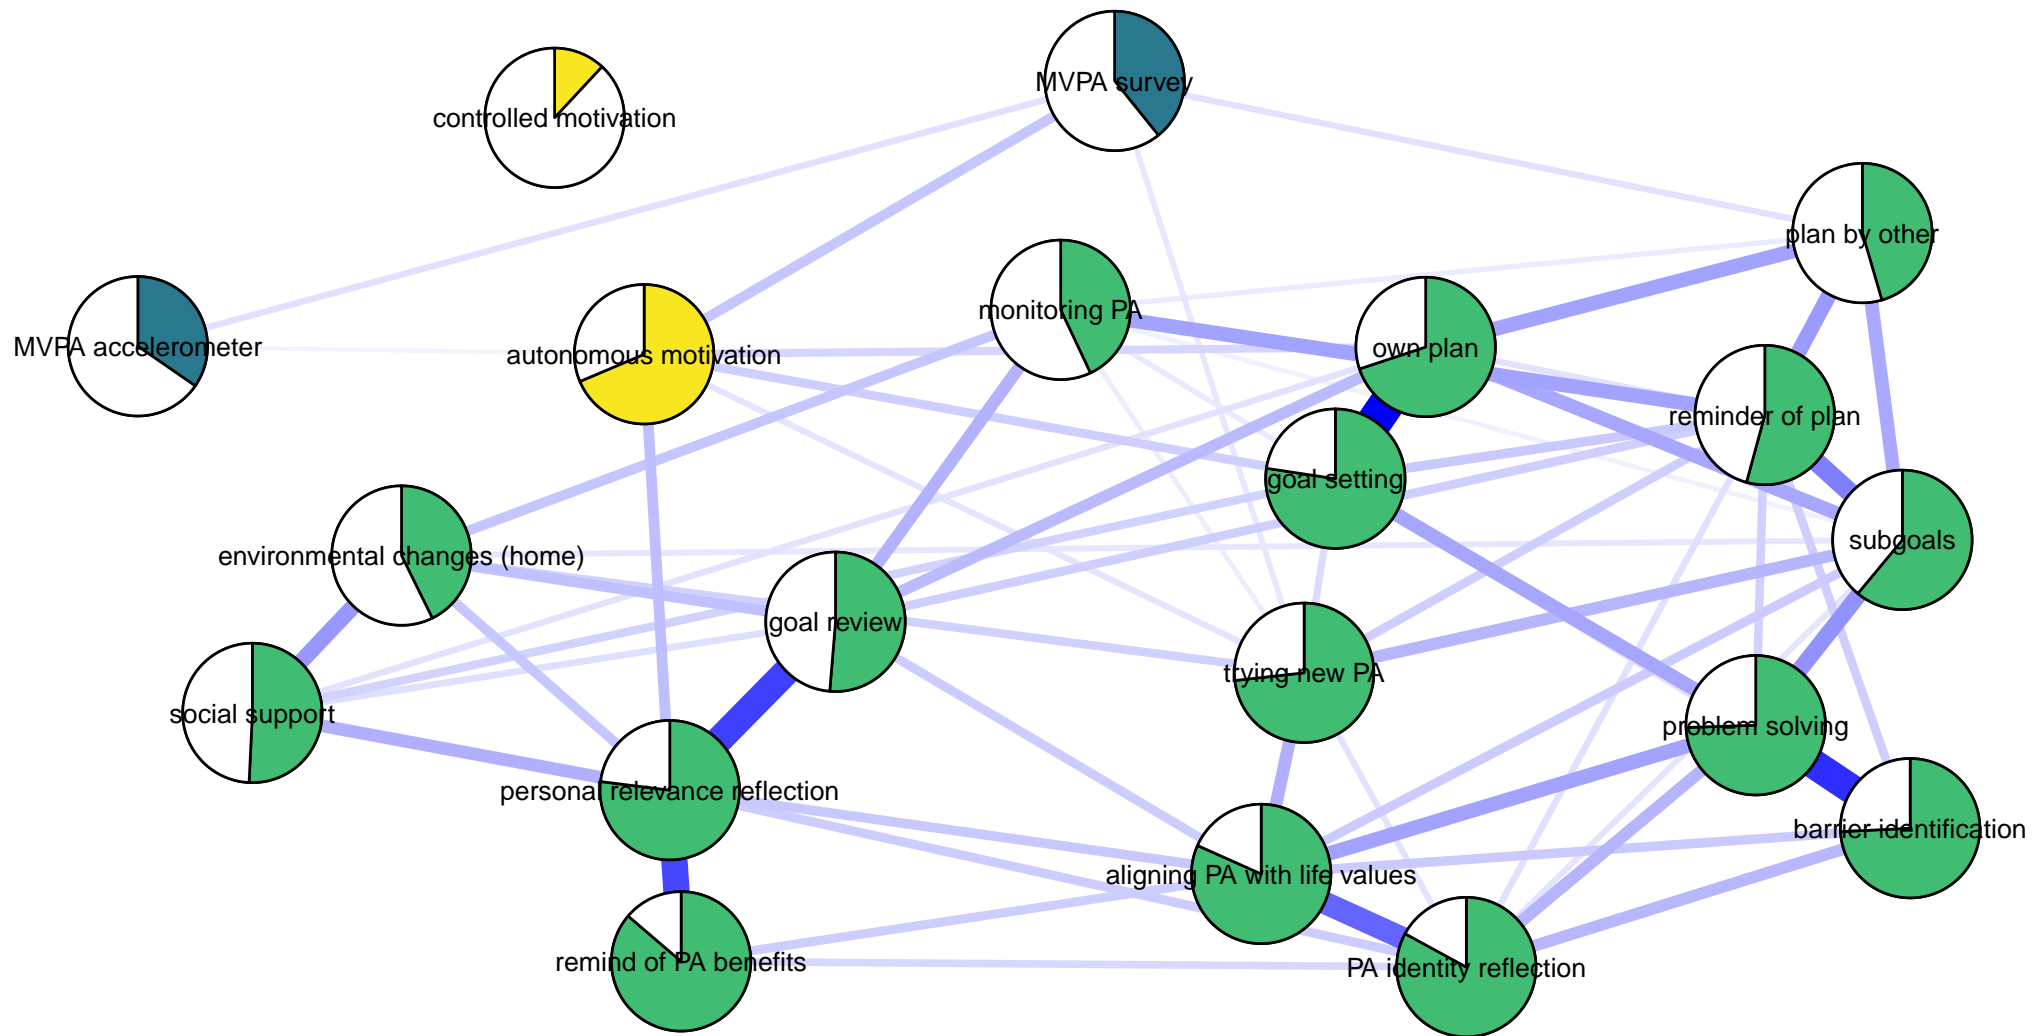 MVPA survey
controlled motivation
plan by other
monitoring PA
MVPA accelerometer
autonomous motivation
own plan
reminder of plan
goal setting
environmental changes (home)
subgoals
goal review
trying new PA
social support
problem solving
personal relevance reflection
barrier identification
aligning PA with life values
remind of PA benefits
PA identity reflection